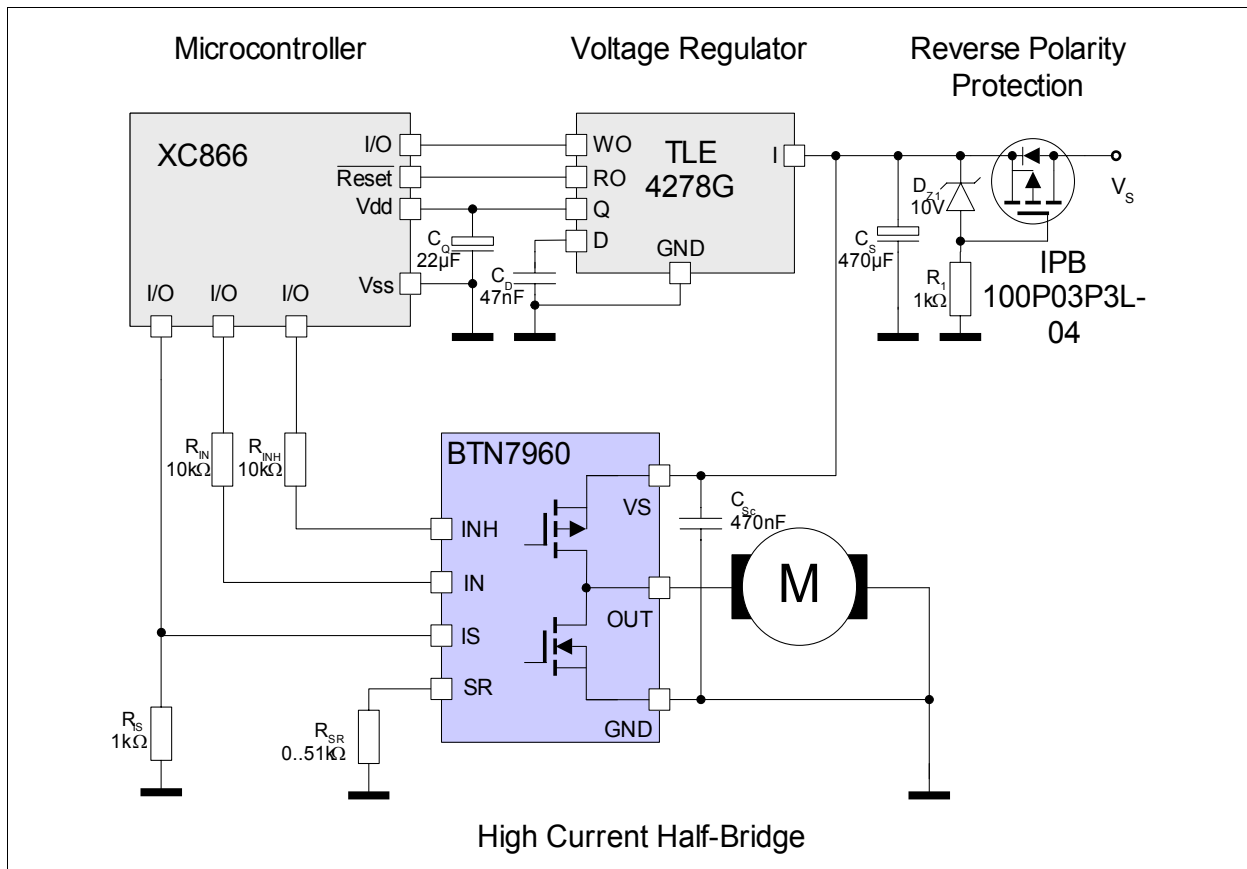 Microcontroller
Voltage Regulator
Reverse Polarity
Protection
XC866
I/O
Reset
Vdd
Vss
I/O
I/O
I/O
TLE
4278G
WO
RO
Q
D
I
GND
C_Q
22µF
C_D
47nF
C_S
470µF
D_Z1
10V
R_1
1kΩ
V_S
IPB
100P03P3L-
04
R_IN
10kΩ
R_INH
10kΩ
BTN7960
INH
IN
IS
SR
VS
OUT
GND
C_Sc
470nF
M
R_IS
1kΩ
R_SR
0..51kΩ
High Current Half-Bridge